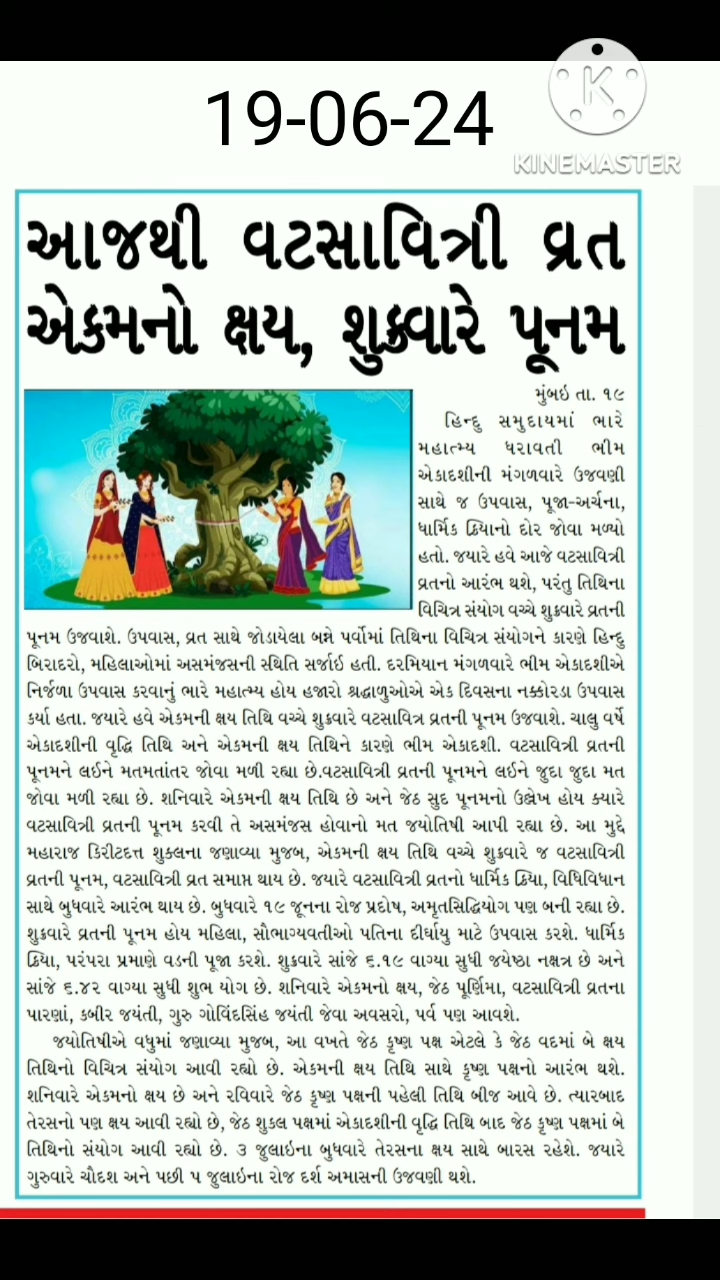 19-06-24
KINEMASTER
આજથી વટસાવિત્રી વ્રત
એકમનો ક્ષય, શુક્રવારે પૂનમ
મુંબઇ તા. ૧૯
હિન્દુ સમુદાયમાં ભારે
મહાત્મ્ય ધરાવતી ભીમ
એકાદશીની મંગળવારે ઉજવણી
સાથે જ ઉપવાસ, પૂજા-અર્ચના,
ધાર્મિક ક્રિયાનો દોર જોવા મળ્યો
હતો. જયારે હવે આજે વટસાવિત્રી
વ્રતનો આરંભ થશે, પરંતુ તિથિના
વિચિત્ર સંયોગ વચ્ચે શુક્રવારે વ્રતની
પૂનમ ઉજવાશે. ઉપવાસ, વ્રત સાથે જોડાયેલા બન્ને પર્વોમાં તિથિના વિચિત્ર સંયોગને કારણે હિન્દુ
બિરાદરો, મહિલાઓમાં અસમંજસની સ્થિતિ સર્જાઈ હતી. દરમિયાન મંગળવારે ભીમ એકાદશીએ
નિર્જળા ઉપવાસ કરવાનું ભારે મહાત્મ્ય હોય હજારો શ્રદ્ધાળુઓએ એક દિવસના નક્કોરડા ઉપવાસ
કર્યા હતા. જયારે હવે એકમની ક્ષય તિથિ વચ્ચે શુક્રવારે વટસાવિત્ર વ્રતની પૂનમ ઉજવાશે. ચાલુ વર્ષે
એકાદશીની વૃદ્ધિ તિથિ અને એકમની ક્ષય તિથિને કારણે ભીમ એકાદશી. વટસાવિત્રી વ્રતની
પૂનમને લઈને મતમતાંતર જોવા મળી રહ્યા છે.વટસાવિત્રી વ્રતની પૂનમને લઈને જુદા જુદા મત
જોવા મળી રહ્યા છે. શનિવારે એકમની ક્ષય તિથિ છે અને જેઠ સુદ પૂનમનો ઉલ્લેખ હોય ક્યારે
વટસાવિત્રી વ્રતની પૂનમ કરવી તે અસમંજસ હોવાનો મત જયોતિષી આપી રહ્યા છે. આ મુદ્દે
મહારાજ કિરીટદત્ત શુક્લના જણાવ્યા મુજબ, એકમની ક્ષય તિથિ વચ્ચે શુક્રવારે જ વટસાવિત્રી
વ્રતની પૂનમ, વટસાવિત્રી વ્રત સમાપ્ત થાય છે. જયારે વટસાવિત્રી વ્રતનો ધાર્મિક ક્રિયા, વિધિવિધાન
સાથે બુધવારે આરંભ થાય છે. બુધવારે ૧૯ જૂનના રોજ પ્રદોષ, અમૃતસિદ્ધિયોગ પણ બની રહ્યા છે.
શુક્રવારે વ્રતની પૂનમ હોય મહિલા, સૌભાગ્યવતીઓ પતિના દીર્ઘાયુ માટે ઉપવાસ કરશે. ધાર્મિક
ક્રિયા, પરંપરા પ્રમાણે વડની પૂજા કરશે. શુક્રવારે સાંજે ૬.૧૯ વાગ્યા સુધી જયેષ્ઠા નક્ષત્ર છે અને
સાંજે ૬.૪૨ વાગ્યા સુધી શુભ યોગ છે. શનિવારે એકમનો ક્ષય, જેઠ પૂર્ણિમા, વટસાવિત્રી વ્રતના
પારણાં, કબીર જયંતી, ગુરુ ગોવિંદસિંહ જયંતી જેવા અવસરો, પર્વ પણ આવશે.
જયોતિષીએ વધુમાં જણાવ્યા મુજબ, આ વખતે જેઠ કૃષ્ણ પક્ષ એટલે કે જેઠ વદમાં બે ક્ષય
તિથિનો વિચિત્ર સંયોગ આવી રહ્યો છે. એકમની ક્ષય તિથિ સાથે કૃષ્ણ પક્ષનો આરંભ થશે.
શનિવારે એકમનો ક્ષય છે અને રવિવારે જેઠ કૃષ્ણ પક્ષની પહેલી તિથિ બીજ આવે છે. ત્યારબાદ
તેરસનો પણ ક્ષય આવી રહ્યો છે, જેઠ શુકલ પક્ષમાં એકાદશીની વૃદ્ધિ તિથિ બાદ જેઠ કૃષ્ણ પક્ષમાં બે
તિથિનો સંયોગ આવી રહ્યો છે. ૩ જુલાઇના બુધવારે તેરસના ક્ષય સાથે બારસ રહેશે. જયારે
ગુરુવારે ચૌદશ અને પછી ૫ જુલાઇના રોજ દર્શ અમાસની ઉજવણી થશે.